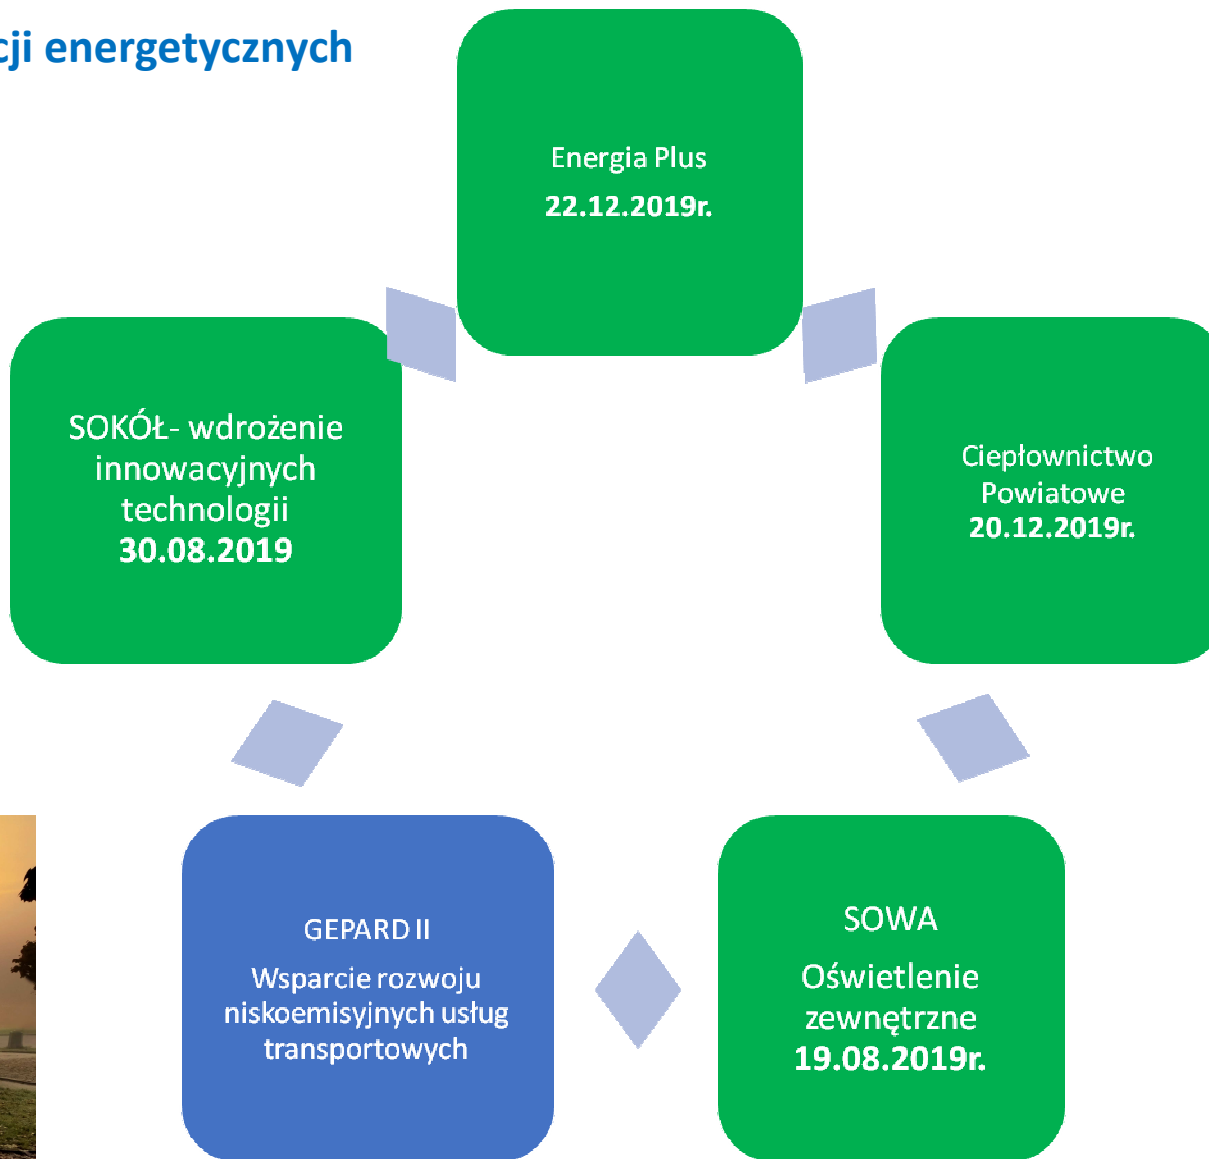 cji energetycznych
Energia Plus
22.12.2019r.
SOKÓŁ- wdrożenie
innowacyjnych
technologii
30.08.2019
Ciepłownictwo
Powiatowe
20.12.2019r.
GEPARD II
Wsparcie rozwoju
niskoemisyjnych usług
transportowych
SOWA
Oświetlenie
zewnętrzne
19.08.2019r.